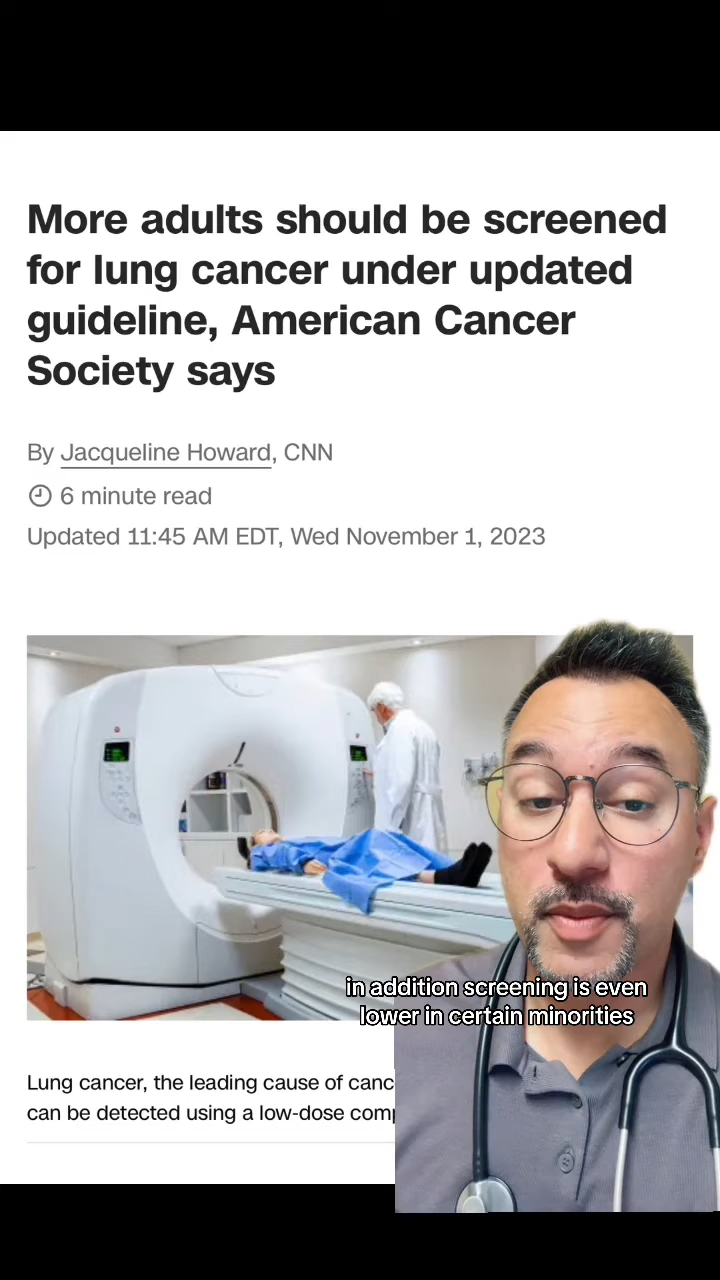 More adults should be screened
for lung cancer under updated
guideline, American Cancer
Society says
By Jacqueline Howard, CNN
6 minute read
Updated 11:45 AM EDT, Wed November 1, 2023
in addition screening is even
lower in certain minorities
Lung cancer, the leading cause of canc
can be detected using a low-dose com